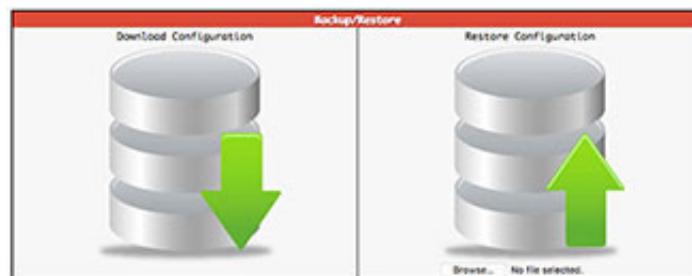 Backup/Restore
Download Configuration
Restore Configuration
Browse... No file selected.